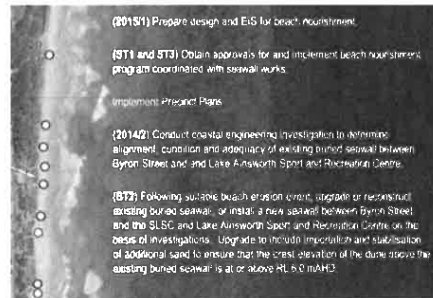 (2015/1) Prepare design and EIS for beach nourishment.
(ST1 and ST3) Obtain approvals for and implement beach nourishment
program coordinated with seawall works.
Implement Precinct Plans
(2014/2) Conduct coastal engineering investigation to determine
alignment, condition and adequacy of existing buried seawall between
Byron Street and and Lake Ainsworth Sport and Recreation Centre.
(ST2) Following suitable beach erosion event, upgrade or reconstruct
existing buried seawall, or install a new seawall between Byron Street
and the SLSC and Lake Ainsworth Sport and Recreation Centre on the
basis of investigations. Upgrade to include importation and stabilisation
of additional sand to ensure that the crest elevation of the dune above the
existing buried seawall is at or above RL 6.0 mAHD.